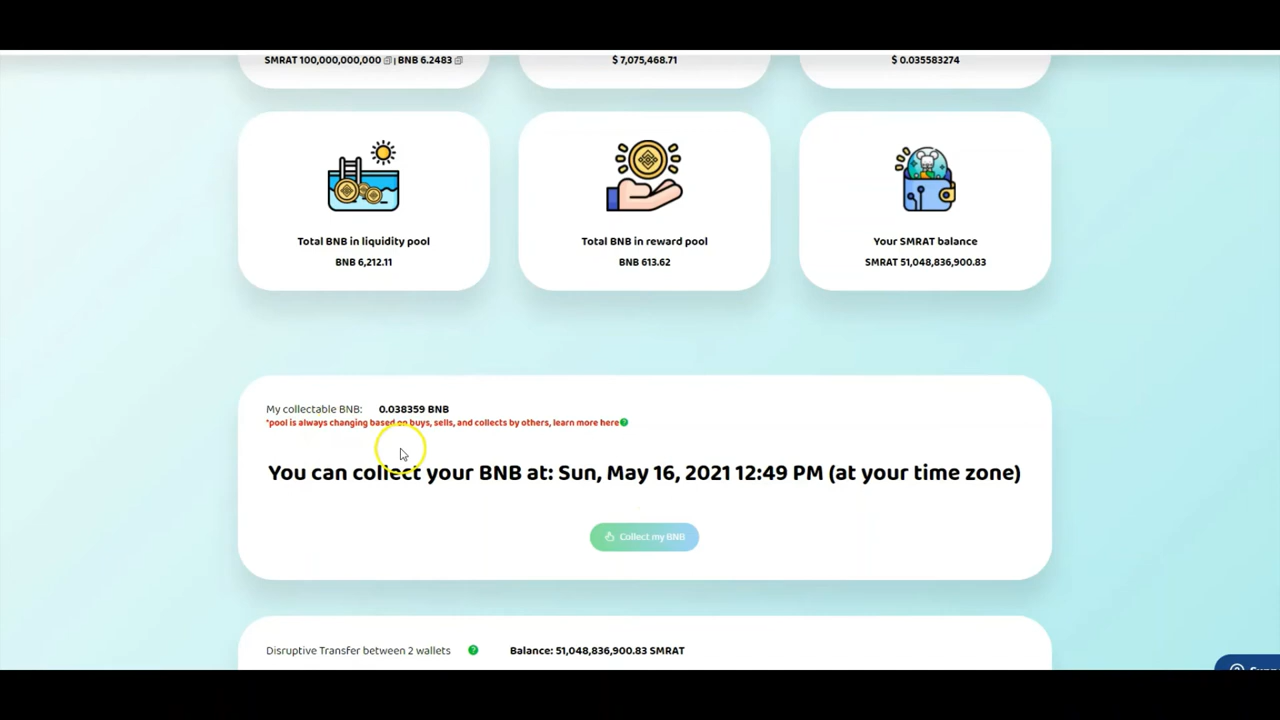 SMRAT 100,000,000,000 | BNB 6.2483
$ 7,075,468.71
$ 0.035583274
Total BNB in liquidity pool
BNB 6,212.11
Total BNB in reward pool
BNB 613.62
Your SMRAT balance
SMRAT 51,048,836,900.83
My collectable BNB: 0.038359 BNB
*pool is always changing based on buys, sells, and collects by others, learn more here ?
You can collect your BNB at: Sun, May 16, 2021 12:49 PM (at your time zone)
Collect my BNB
Disruptive Transfer between 2 wallets ? Balance: 51,048,836,900.83 SMRAT